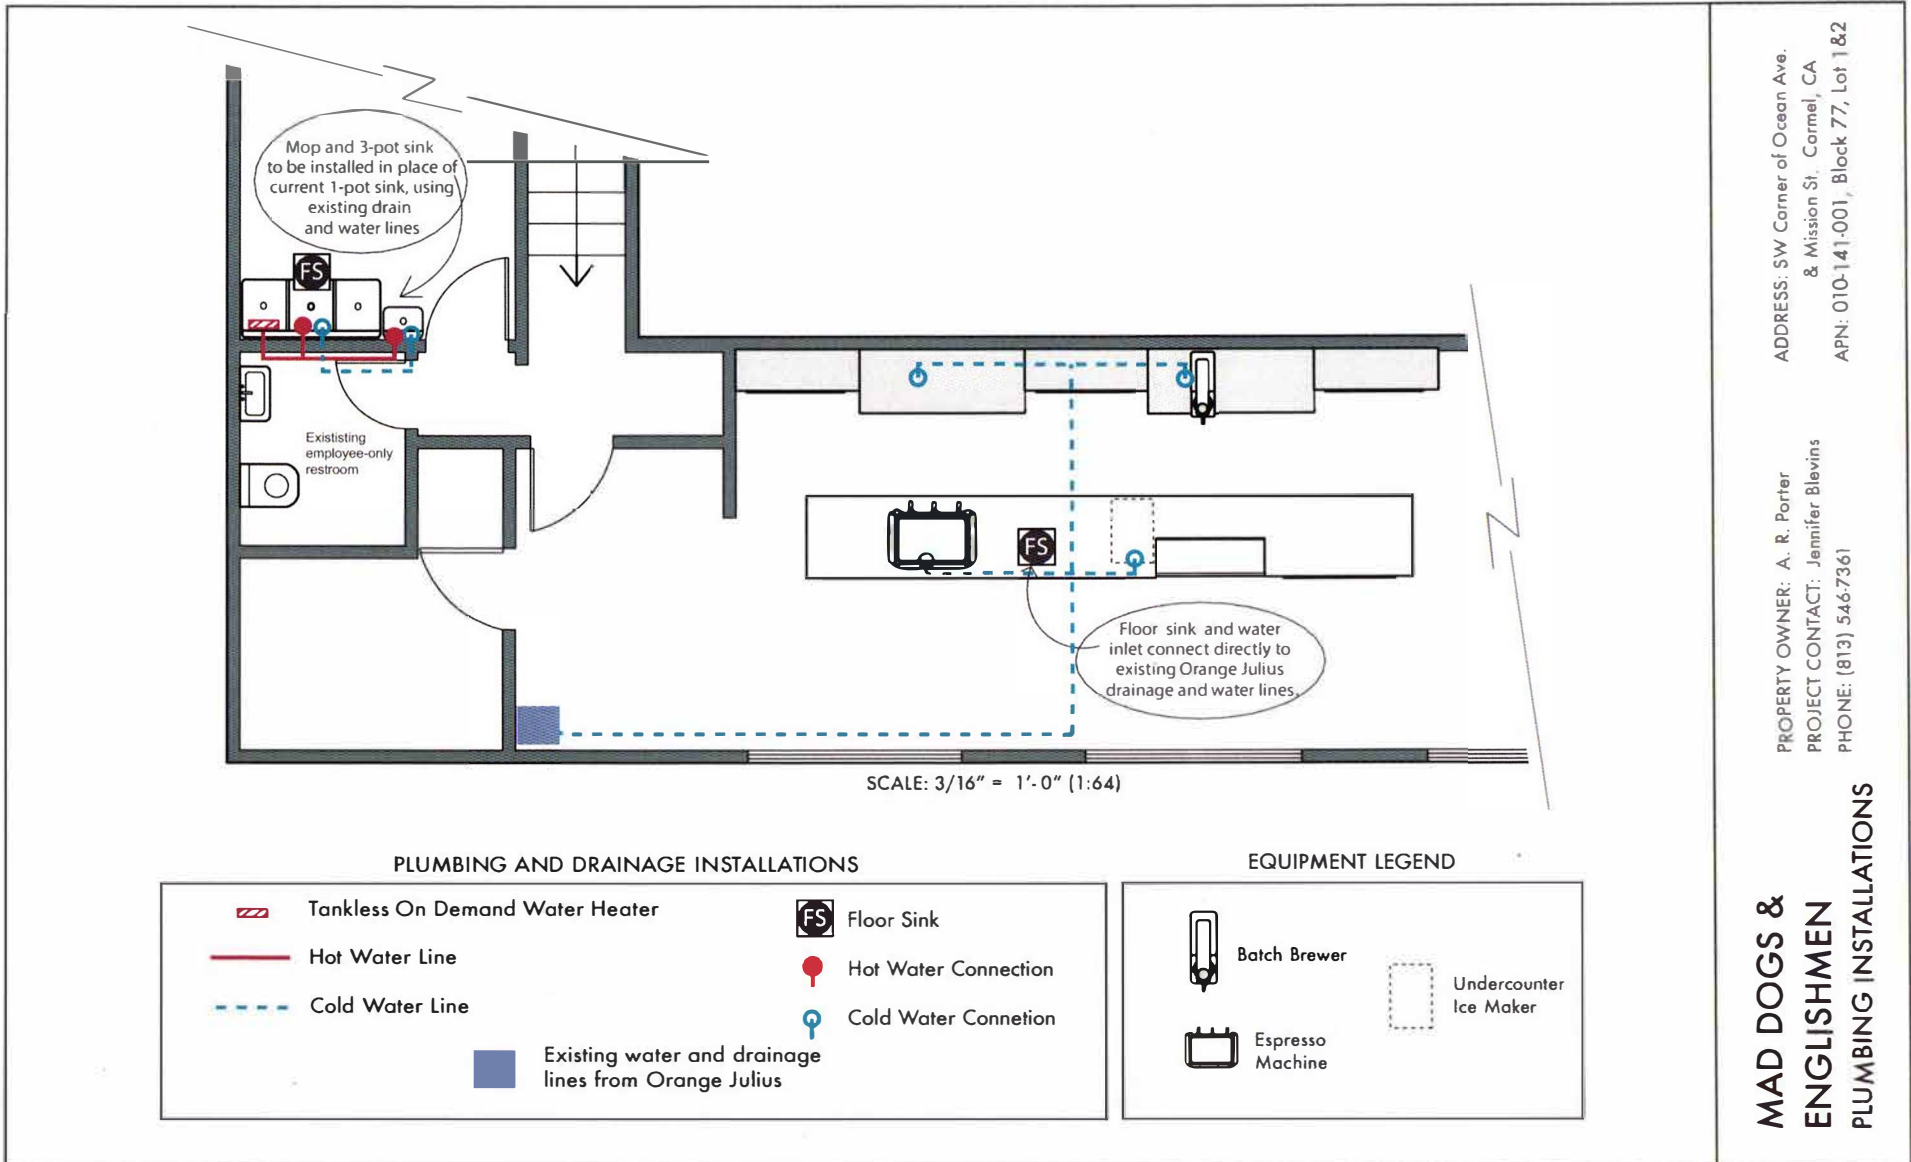 Mop and 3-pot sink
to be installed in place of
current 1-pot sink, using
existing drain
and water lines
FS
Exististing
employee-only
restroom
FS
Floor sink and water
inlet connect directly to
existing Orange Julius
drainage and water lines.
SCALE: 3/16" = 1'-0" (1:64)
PLUMBING AND DRAINAGE INSTALLATIONS
Tankless On Demand Water Heater
Hot Water Line
Cold Water Line
FS Floor Sink
Hot Water Connection
Cold Water Connetion
Existing water and drainage
lines from Orange Julius
EQUIPMENT LEGEND
Batch Brewer
Undercounter
Ice Maker
Espresso
Machine
ADDRESS: SW Corner of Ocean Ave.
& Mission St. Cormel, CA
APN: 010-141-001, Block 77, Lot 1&2
PROPERTY OWNER: A. R. Porter
PROJECT CONTACT: Jennifer Blevins
PHONE: (813) 546-7361
MAD DOGS &
ENGLISHMEN
PLUMBING INSTALLATIONS